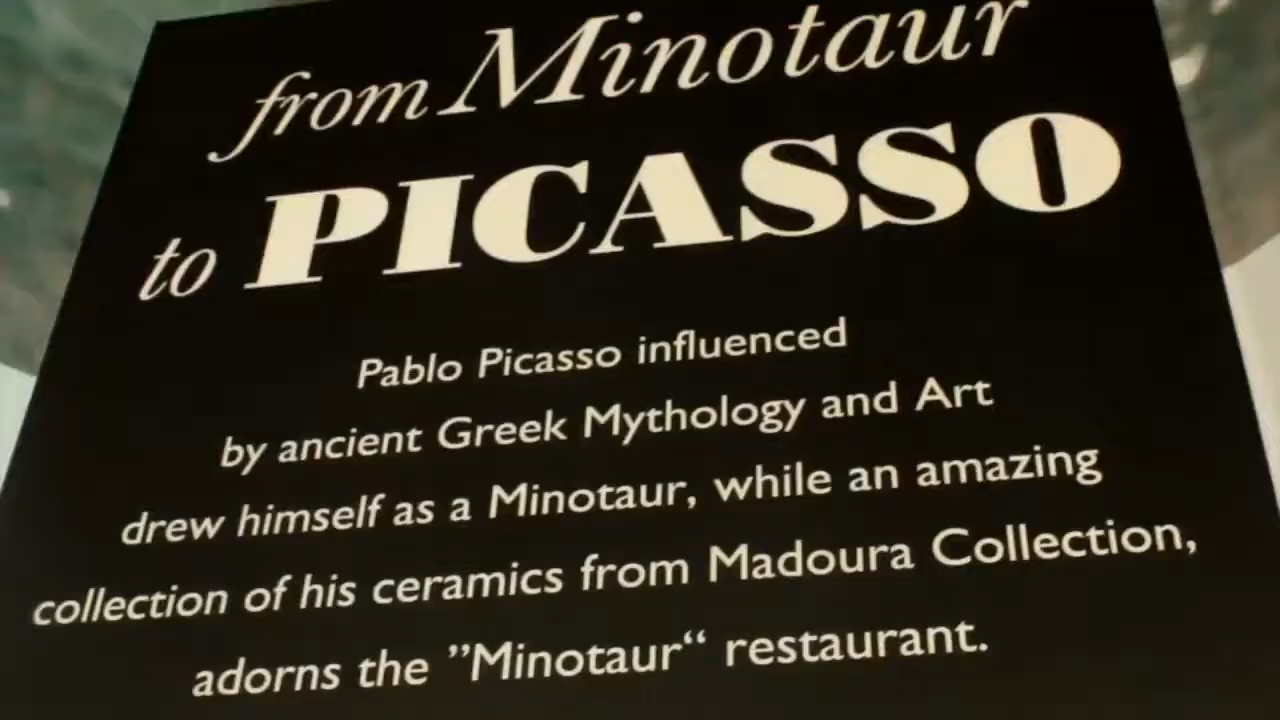 from Minotaur
to PICASSO
Pablo Picasso influenced
by ancient Greek Mythology and Art
drew himself as a Minotaur, while an amazing
collection of his ceramics from Madoura Collection,
adorns the ”Minotaur“ restaurant.